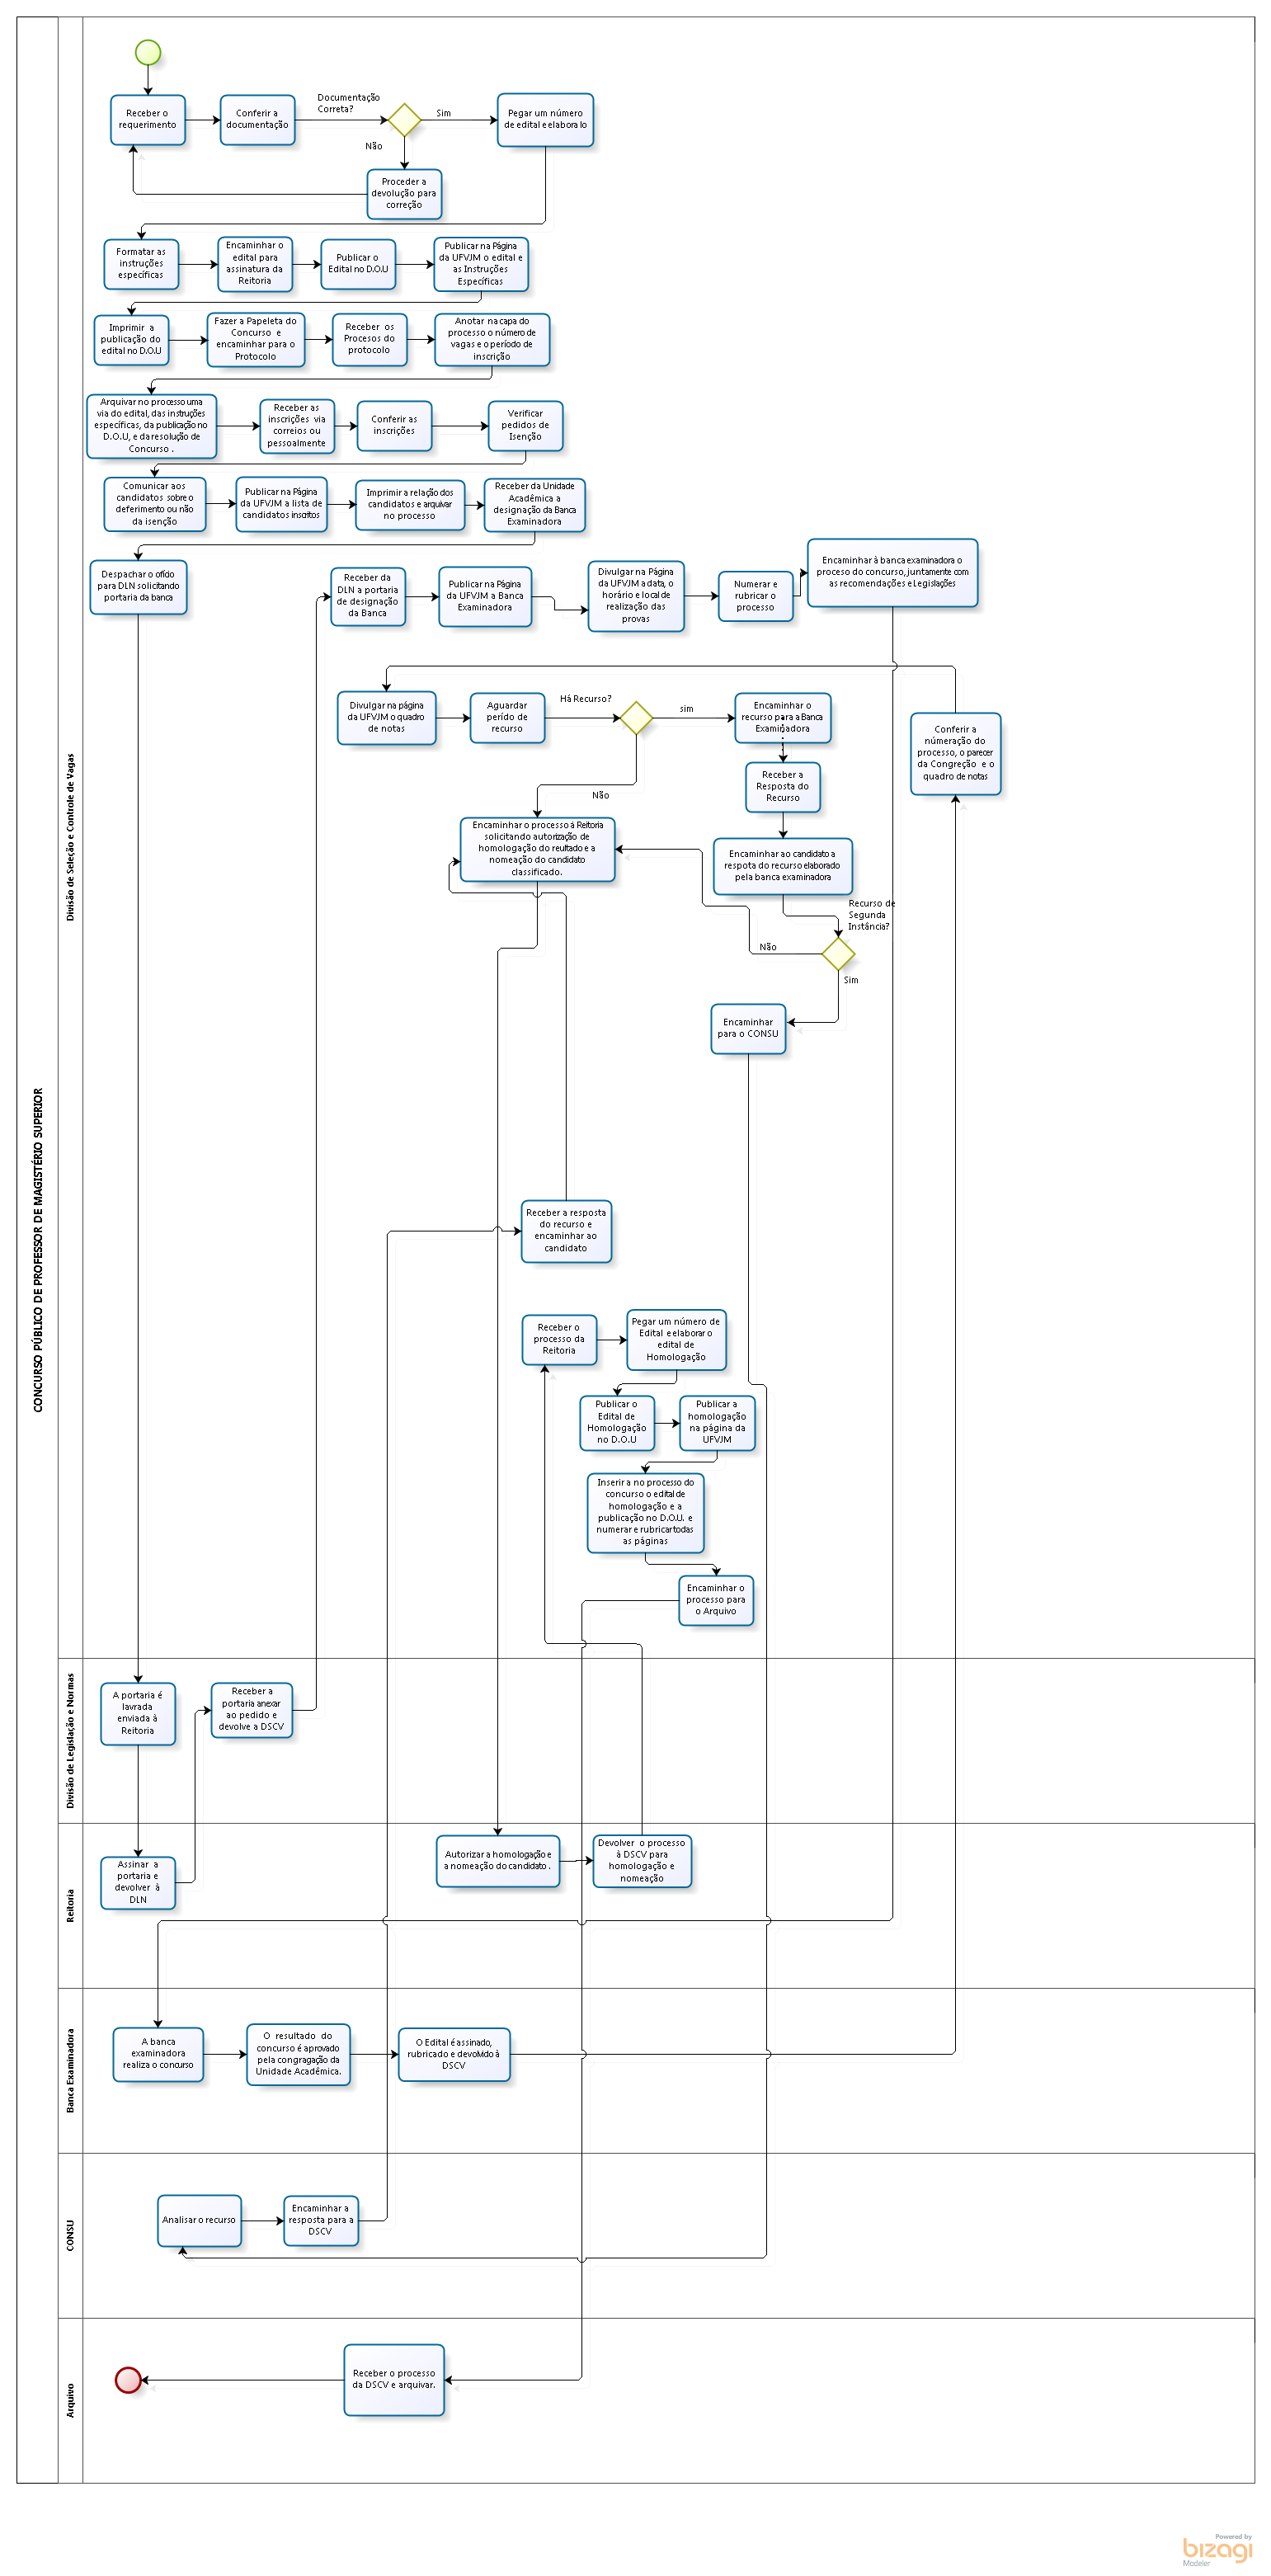 CONCURSO PÚBLICO DE PROFESSOR DE MAGISTÉRIO SUPERIOR
Divisão de Seleção e Controle de Vagas
Receber o
requerimento
Conferir a
documentação
Documentação
Correta?
Sim
Não
Pegar um número
de edital e elabora lo
Proceder a
devolução para
correção
Formatar as
instruções
específicas
Encaminhar o
edital para
assinatura da
Reitoria
Publicar o
Edital no D.O.U
Publicar na Página
da UFVJM o edital e
as Instruções
Específicas
Imprimir a
publicação do
edital no D.O.U
Fazer a Papeleta do
Concurso e
encaminhar para o
Protocolo
Receber os
Procesos do
protocolo
Anotar na capa do
processo o número de
vagas e o período de
inscrição
Arquivar no processo uma
via do edital, das instruções
específicas, da publicação no
D.O.U, e da resolução de
Concurso .
Receber as
inscrições via
correios ou
pessoalmente
Conferir as
inscrições
Verificar
pedidos de
Isenção
Comunicar aos
candidatos sobre o
deferimento ou não
da isenção
Publicar na Página
da UFVJM a lista de
candidatos inscritos
Imprimir a relação dos
candidatos e arquivar
no processo
Receber da Unidade
Acadêmica a
designação da Banca
Examinadora
Despachar o ofício
para DLN solicitando
portaria da banca
Receber da
DLN a portaria
de designação
da Banca
Publicar na Página
da UFVJM a Banca
Examinadora
Divulgar na Página
da UFVJM a data, o
horário e local de
realização das
provas
Numerar e
rubricar o
processo
Encaminhar à banca examinadora o
proceso do concurso, juntamente com
as recomendações e Legislações
Divulgar na página
da UFVJM o quadro
de notas
Aguardar
perído de
recurso
Há Recurso?
sim
Não
Encaminhar o
recurso para a Banca
Examinadora
Receber a
Resposta do
Recurso
Encaminhar ao candidato a
respota do recurso elaborado
pela banca examinadora
Conferir a
númeração do
processo, o parecer
da Congreção e o
quadro de notas
Encaminhar o processo à Reitoria
solicitando autorização de
homologação do reultado e a
nomeação do candidato
classificado.
Recurso de
Segunda
Instância?
Não
Sim
Encaminhar
para o CONSU
Receber a resposta
do recurso e
encaminhar ao
candidato
Receber o
processo da
Reitoria
Pegar um número de
Edital e elaborar o
edital de
Homologação
Publicar o
Edital de
Homologação
no D.O.U
Publicar a
homologação
na página da
UFVJM
Inserir a no processo do
concurso o edital de
homologação e a
publicação no D.O.U. e
numerar e rubricar todas
as páginas
Encaminhar o
processo para
o Arquivo
Divisão de Legislação e Normas
A portaria é
lavrada
enviada à
Reitoria
Receber a
portaria anexar
ao pedido e
devolve a DSCV
Reitoria
Assinar a
portaria e
devolver à
DLN
Autorizar a homologação e
a nomeação do candidato .
Devolver o processo
à DSCV para
homologação e
nomeação
Banca Examinadora
A banca
examinadora
realiza o concurso
O resultado do
concurso é aprovado
pela congragação da
Unidade Acadêmica.
O Edital é assinado,
rubricado e devolvido à
DSCV
CONSU
Analisar o recurso
Encaminhar a
resposta para a
DSCV
Arquivo
Receber o processo
da DSCV e arquivar.
Powered by
bizagi
Modeler